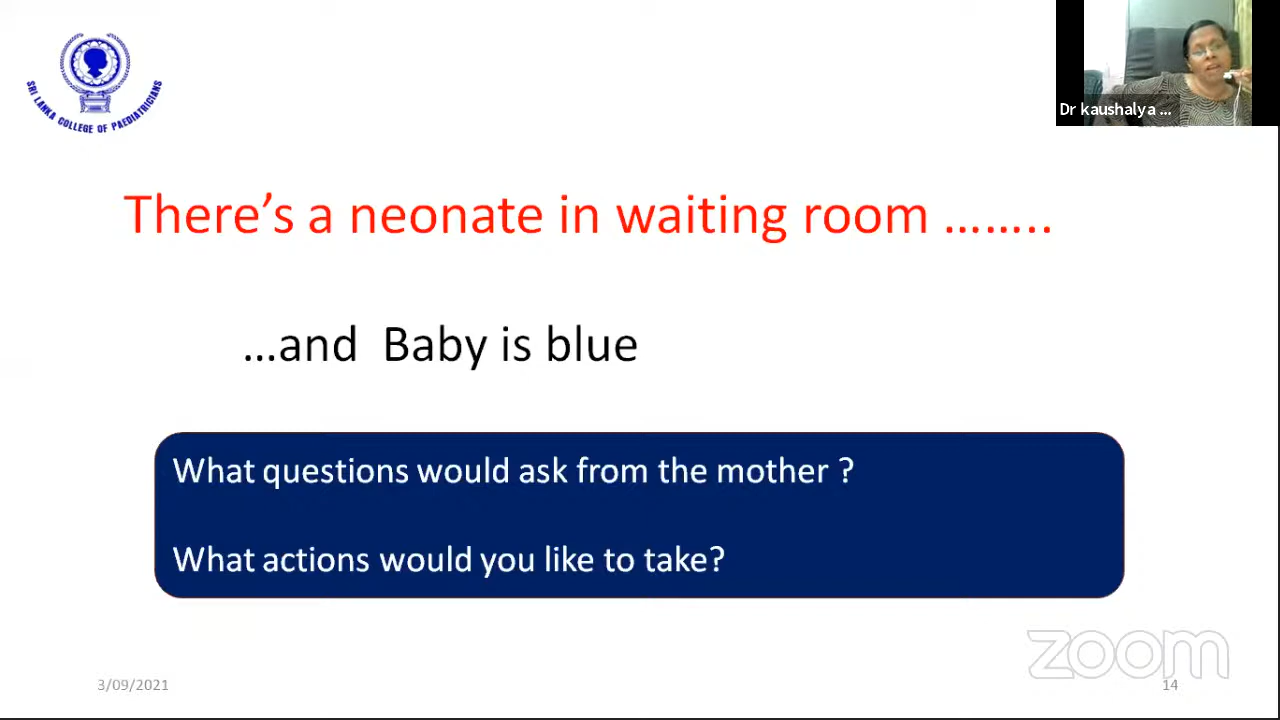 SRI LANKA COLLEGE OF PAEDIATRICIANS
Dr kaushalya ...
There's a neonate in waiting room ……..
…and Baby is blue
What questions would ask from the mother ?
What actions would you like to take?
zoom
3/09/2021
14